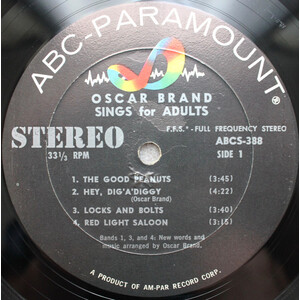 ABC-PARAMOUNT®
OSCAR BRAND
SINGS for ADULTS
F.F.S.* - FULL FREQUENCY STEREO
STEREO
33⅓ RPM
ABCS-388
SIDE 1
1. THE GOOD PEANUTS (3:45)
2. HEY, DIG'A'DIGGY (4:22)
(Oscar Brand)
3. LOCKS AND BOLTS (3:40)
4. RED LIGHT SALOON (3:15)
Bands 1, 3, and 4: New words and
music arranged by Oscar Brand.
A PRODUCT OF AM-PAR RECORD CORP.